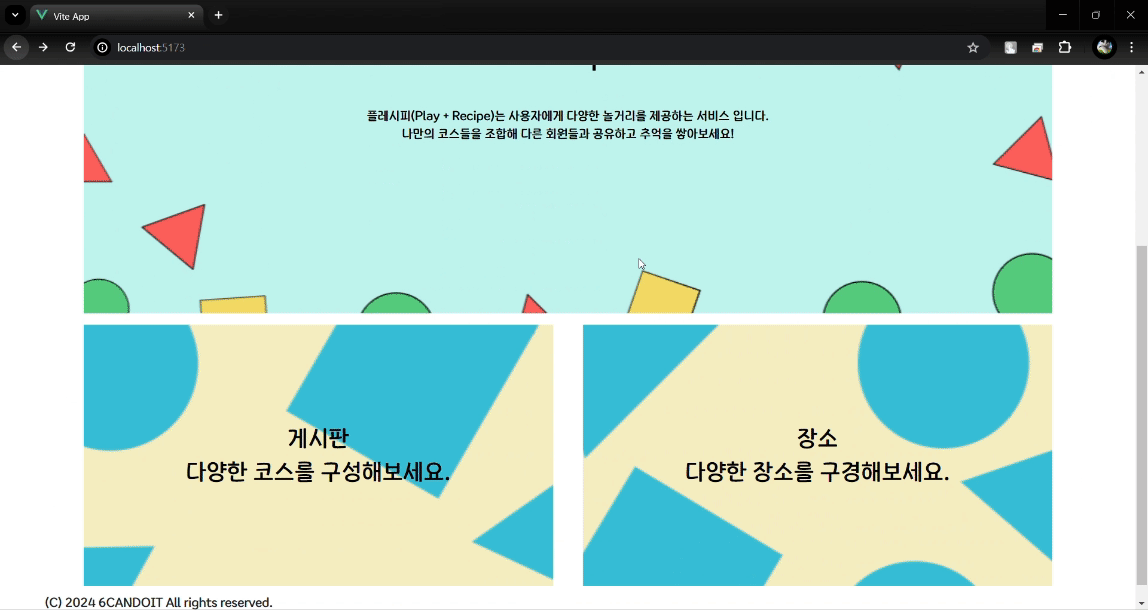 Vite App
localhost:5173
플레시피(Play + Recipe)는 사용자에게 다양한 놀거리를 제공하는 서비스 입니다.
나만의 코스들을 조합해 다른 회원들과 공유하고 추억을 쌓아보세요!
게시판
다양한 코스를 구성해보세요.
장소
다양한 장소를 구경해보세요.
(C) 2024 6CANDOIT All rights reserved.